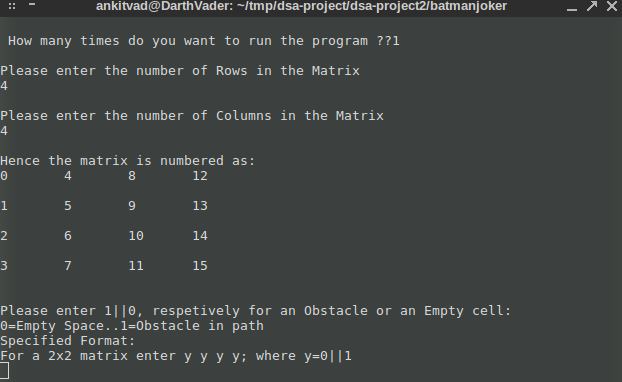 ankitvad@DarthVader: ~/tmp/dsa-project/dsa-project2/batmanjoker
How many times do you want to run the program ??1
Please enter the number of Rows in the Matrix
4
Please enter the number of Columns in the Matrix
4
Hence the matrix is numbered as:
0 4 8 12
1 5 9 13
2 6 10 14
3 7 11 15
Please enter 1||0, respetively for an Obstacle or an Empty cell:
0=Empty Space..1=Obstacle in path
Specified Format:
For a 2x2 matrix enter y y y y; where y=0||1